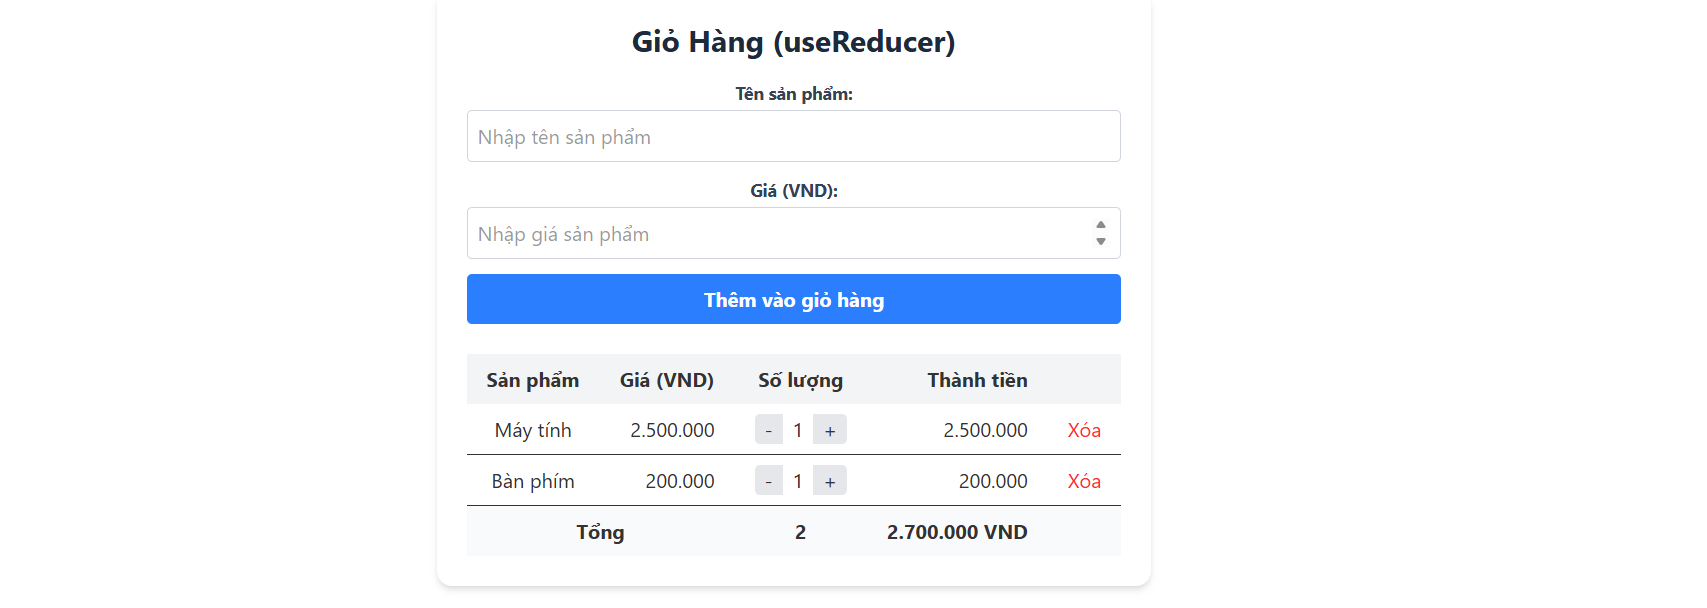 Giỏ Hàng (useReducer)
Tên sản phẩm:
Nhập tên sản phẩm
Giá (VND):
Nhập giá sản phẩm
Thêm vào giỏ hàng
Sản phẩm Giá (VND) Số lượng Thành tiền
Máy tính 2.500.000 - 1 + 2.500.000 Xóa
Bàn phím 200.000 - 1 + 200.000 Xóa
Tổng 2 2.700.000 VND